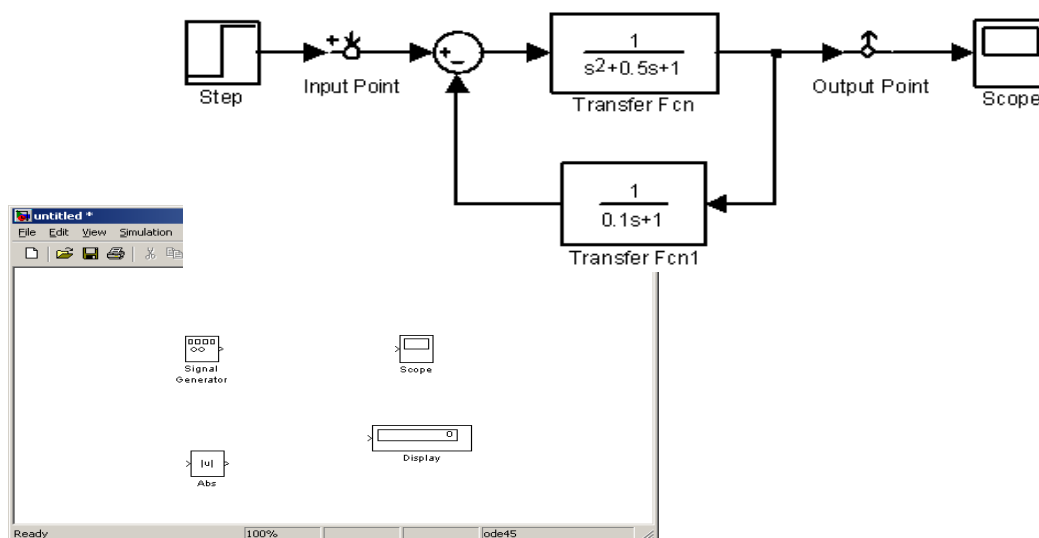 Step
+
Input Point
+
−
1
s²+0.5s+1
Transfer Fcn
Output Point
Scope
1
0.1s+1
Transfer Fcn1
untitled *
File Edit View Simulation
Signal
Generator
Scope
0
Display
|u|
Abs
Ready 100% ode45